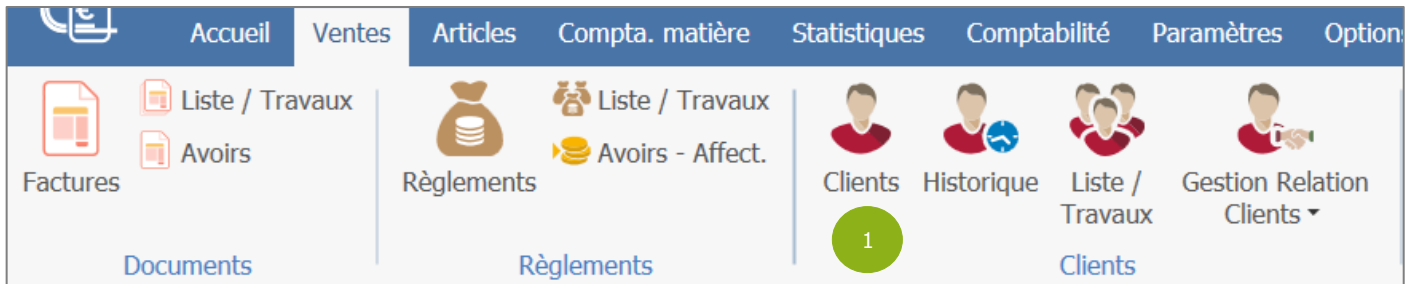 €
Accueil Ventes Articles Compta. matière Statistiques Comptabilité Paramètres Option
Factures
Liste / Travaux
Avoirs
Documents
Règlements
Liste / Travaux
Avoirs - Affect.
Règlements
Clients
1
Historique
Liste /
Travaux
Gestion Relation
Clients
Clients